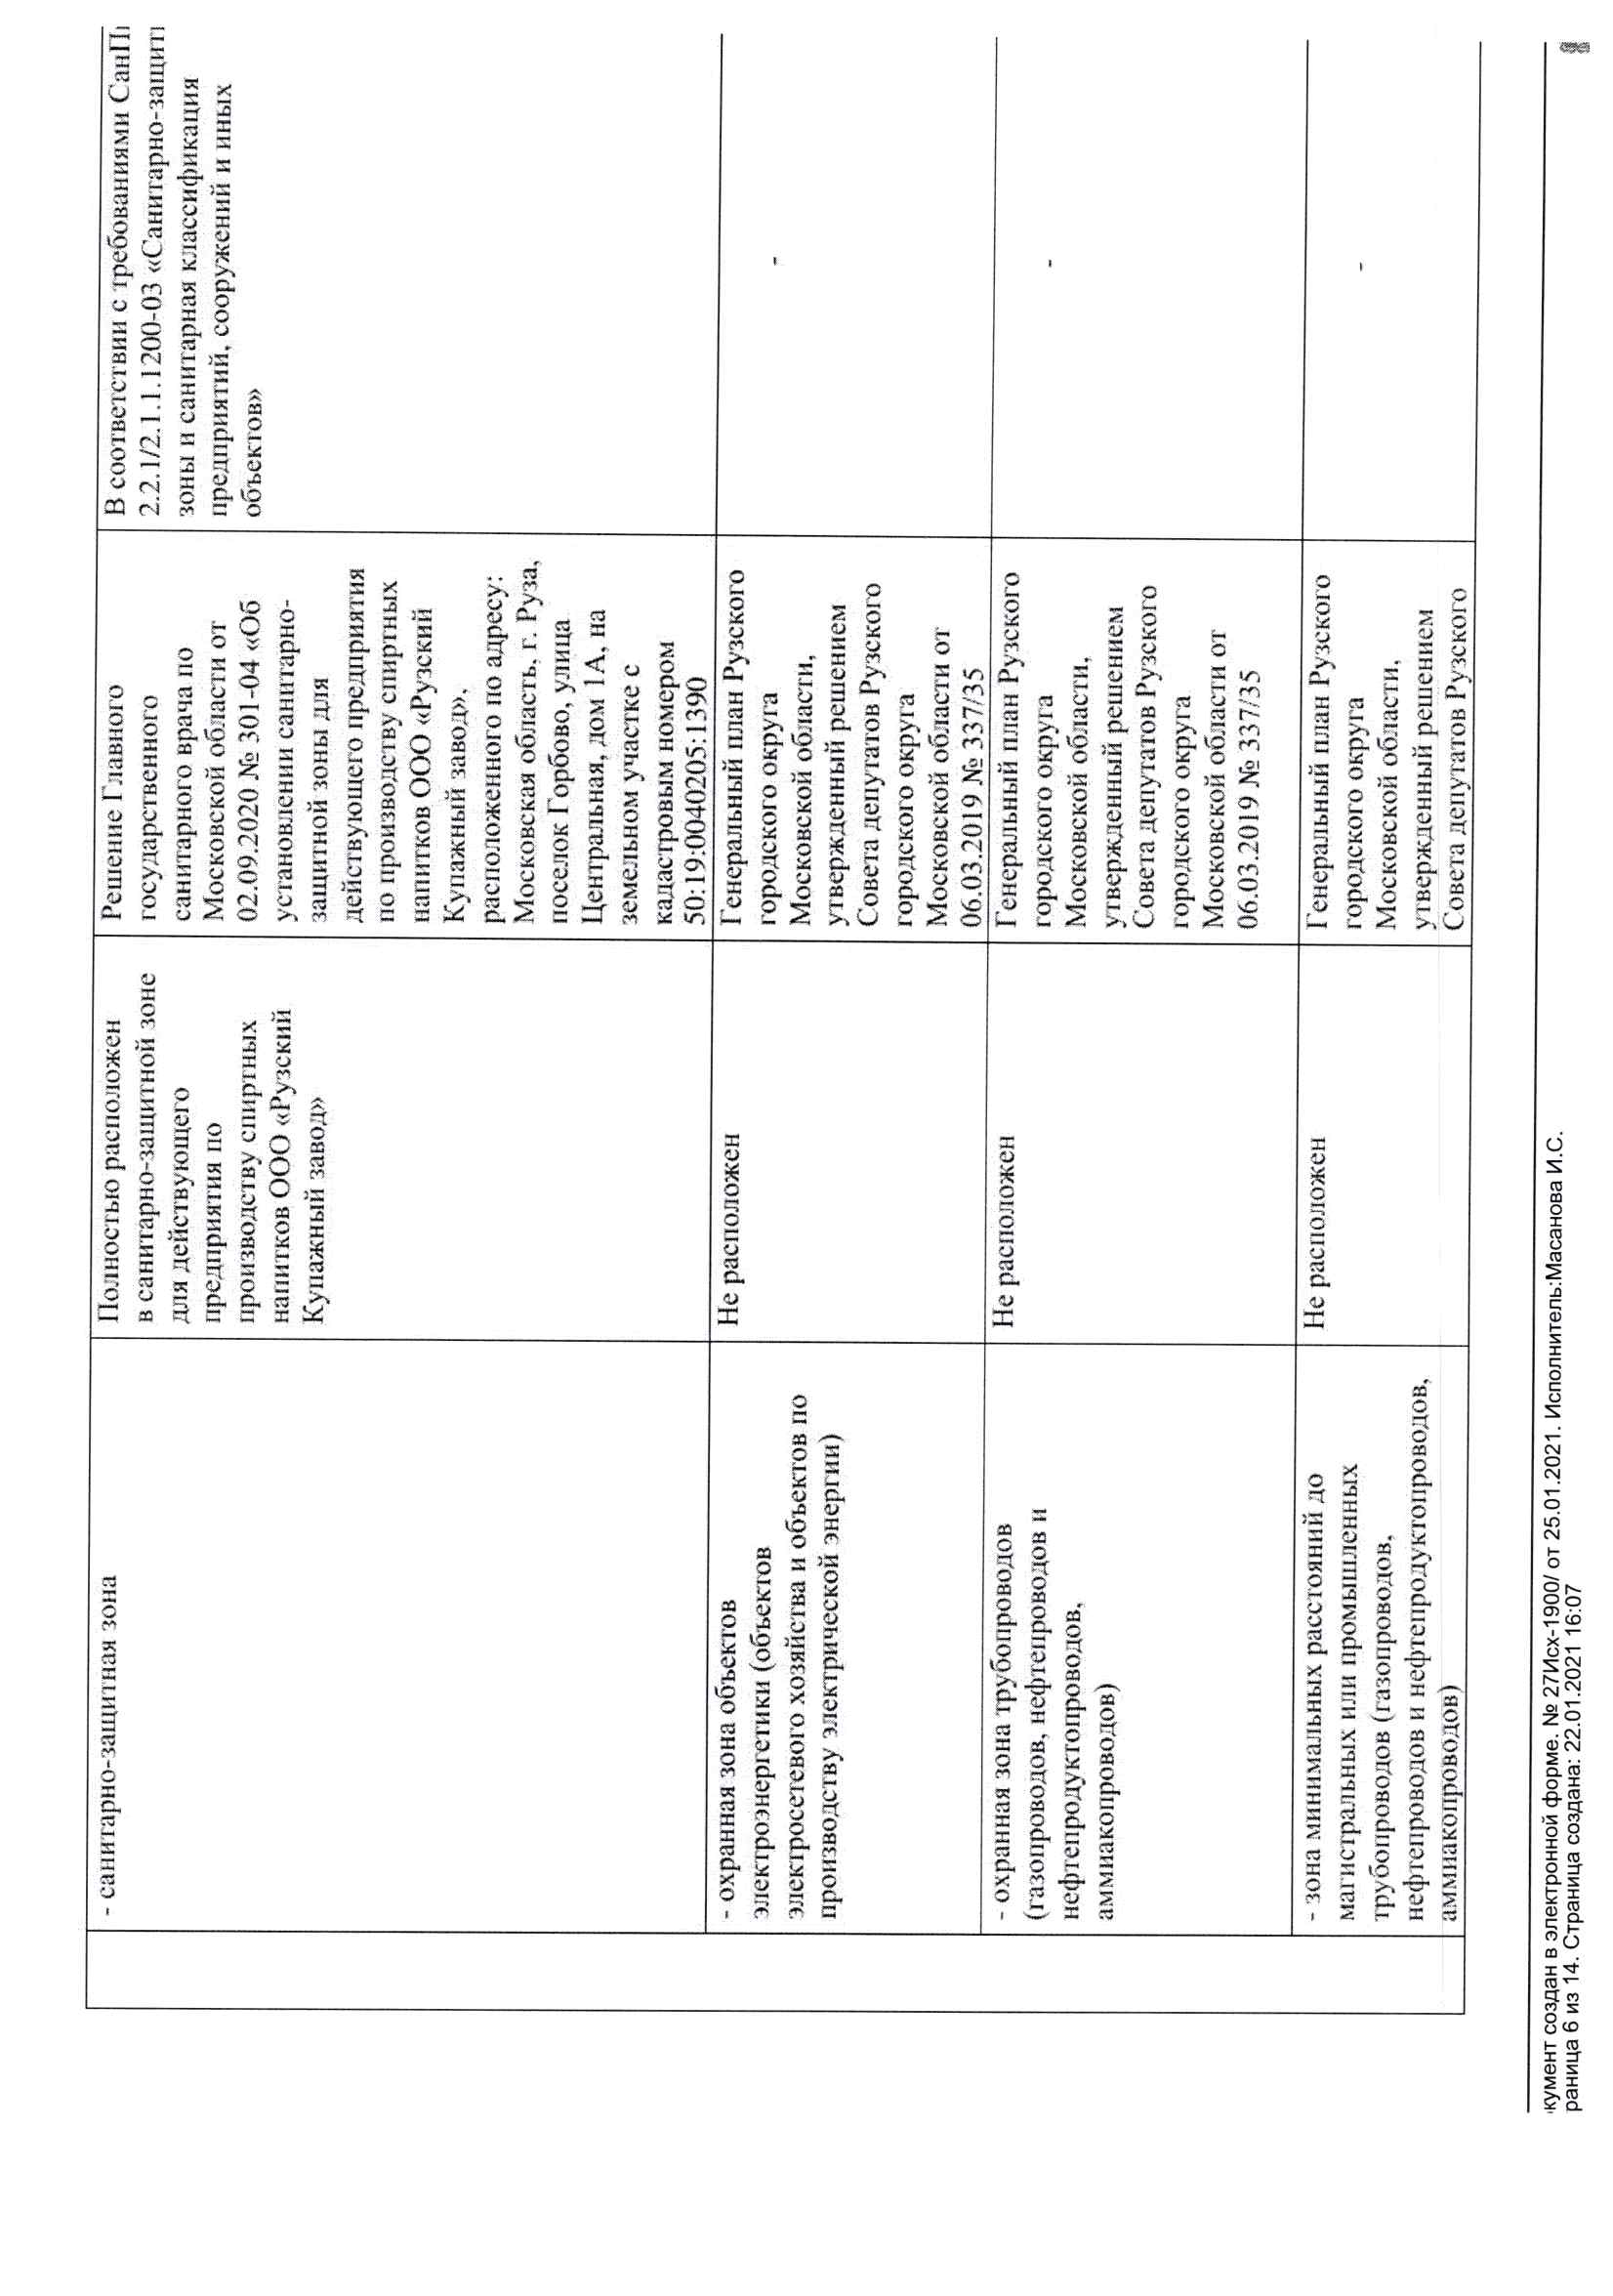 - санитарно-защитная зона
Полностью расположен
в санитарно-защитной зоне
для действующего
предприятия по
производству спиртных
напитков ООО «Рузский
Купажный завод»
Решение Главного
государственного
санитарного врача по
Московской области от
02.09.2020 № 301-04 «Об
установлении санитарно-
защитной зоны для
действующего предприятия
по производству спиртных
напитков ООО «Рузский
Купажный завод»,
расположенного по адресу:
Московская область, г. Руза,
поселок Горбово, улица
Центральная, дом 1А, на
земельном участке с
кадастровым номером
50:19:0040205:1390
В соответствии с требованиями СанП
2.2.1/2.1.1.1200-03 «Санитарно-защит
зоны и санитарная классификация
предприятий, сооружений и иных
объектов»
- охранная зона объектов
электроэнергетики (объектов
электросетевого хозяйства и объектов по
производству электрической энергии)
Не расположен
Генеральный план Рузского
городского округа
Московской области,
утвержденный решением
Совета депутатов Рузского
городского округа
Московской области от
06.03.2019 № 337/35
-
- охранная зона трубопроводов
(газопроводов, нефтепроводов и
нефтепродуктопроводов,
аммиакопроводов)
Не расположен
Генеральный план Рузского
городского округа
Московской области,
утвержденный решением
Совета депутатов Рузского
городского округа
Московской области от
06.03.2019 № 337/35
-
- зона минимальных расстояний до
магистральных или промышленных
трубопроводов (газопроводов,
нефтепроводов и нефтепродуктопроводов,
аммиакопроводов)
Не расположен
Генеральный план Рузского
городского округа
Московской области,
утвержденный решением
Совета депутатов Рузского
-
кумент создан в электронной форме. № 27Исх-1900/ от 25.01.2021. Исполнитель:Масанова И.С.
раница 6 из 14. Страница создана: 22.01.2021 16:07